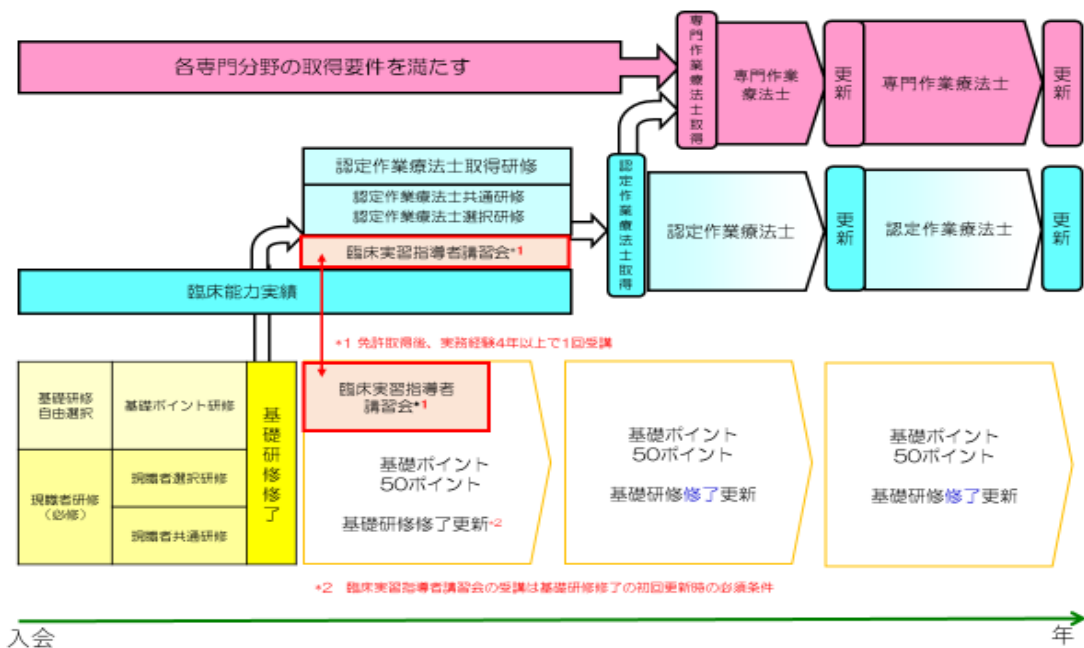 各専門分野の取得要件を満たす
専門作業療法士取得
専門作業
療法士
更新
専門作業療法士
更新
認定作業療法士取得研修
認定作業療法士共通研修
認定作業療法士選択研修
臨床実習指導者講習会*1
認定作業療法士取得
認定作業療法士
更新
認定作業療法士
更新
臨床能力実績
*1 免許取得後、実務経験4年以上で1回受講
基礎研修
自由選択
基礎ポイント研修
現職者研修
（必修）
現職者選択研修
現職者共通研修
基礎研修修了
臨床実習指導者
講習会*1
基礎ポイント
50ポイント
基礎研修修了更新*2
基礎ポイント
50ポイント
基礎研修修了更新
基礎ポイント
50ポイント
基礎研修修了更新
*2 臨床実習指導者講習会の受講は基礎研修修了の初回更新時の必須条件
入会
年